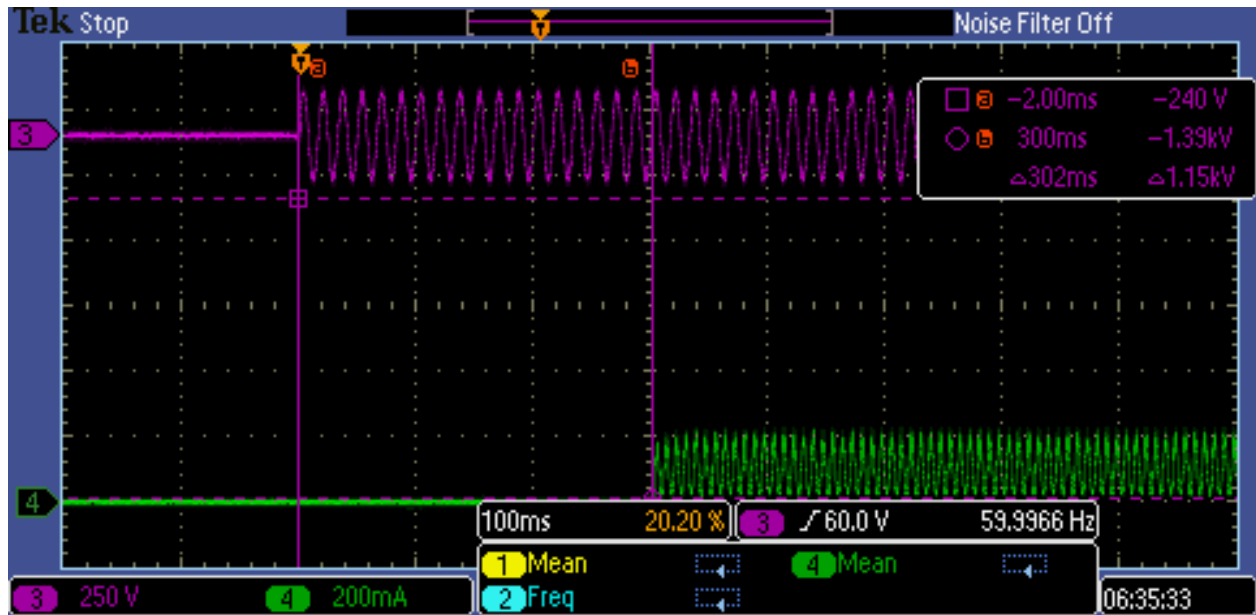 Tek Stop
Noise Filter Off
a
b
a -2.00ms -240 V
b 300ms -1.39kV
△302ms △1.15kV
3
4
100ms 20.20 % 3 60.0 V 59.9966 Hz
1 Mean 4 Mean
2 Freq
3 250 V 4 200mA
06:35:33